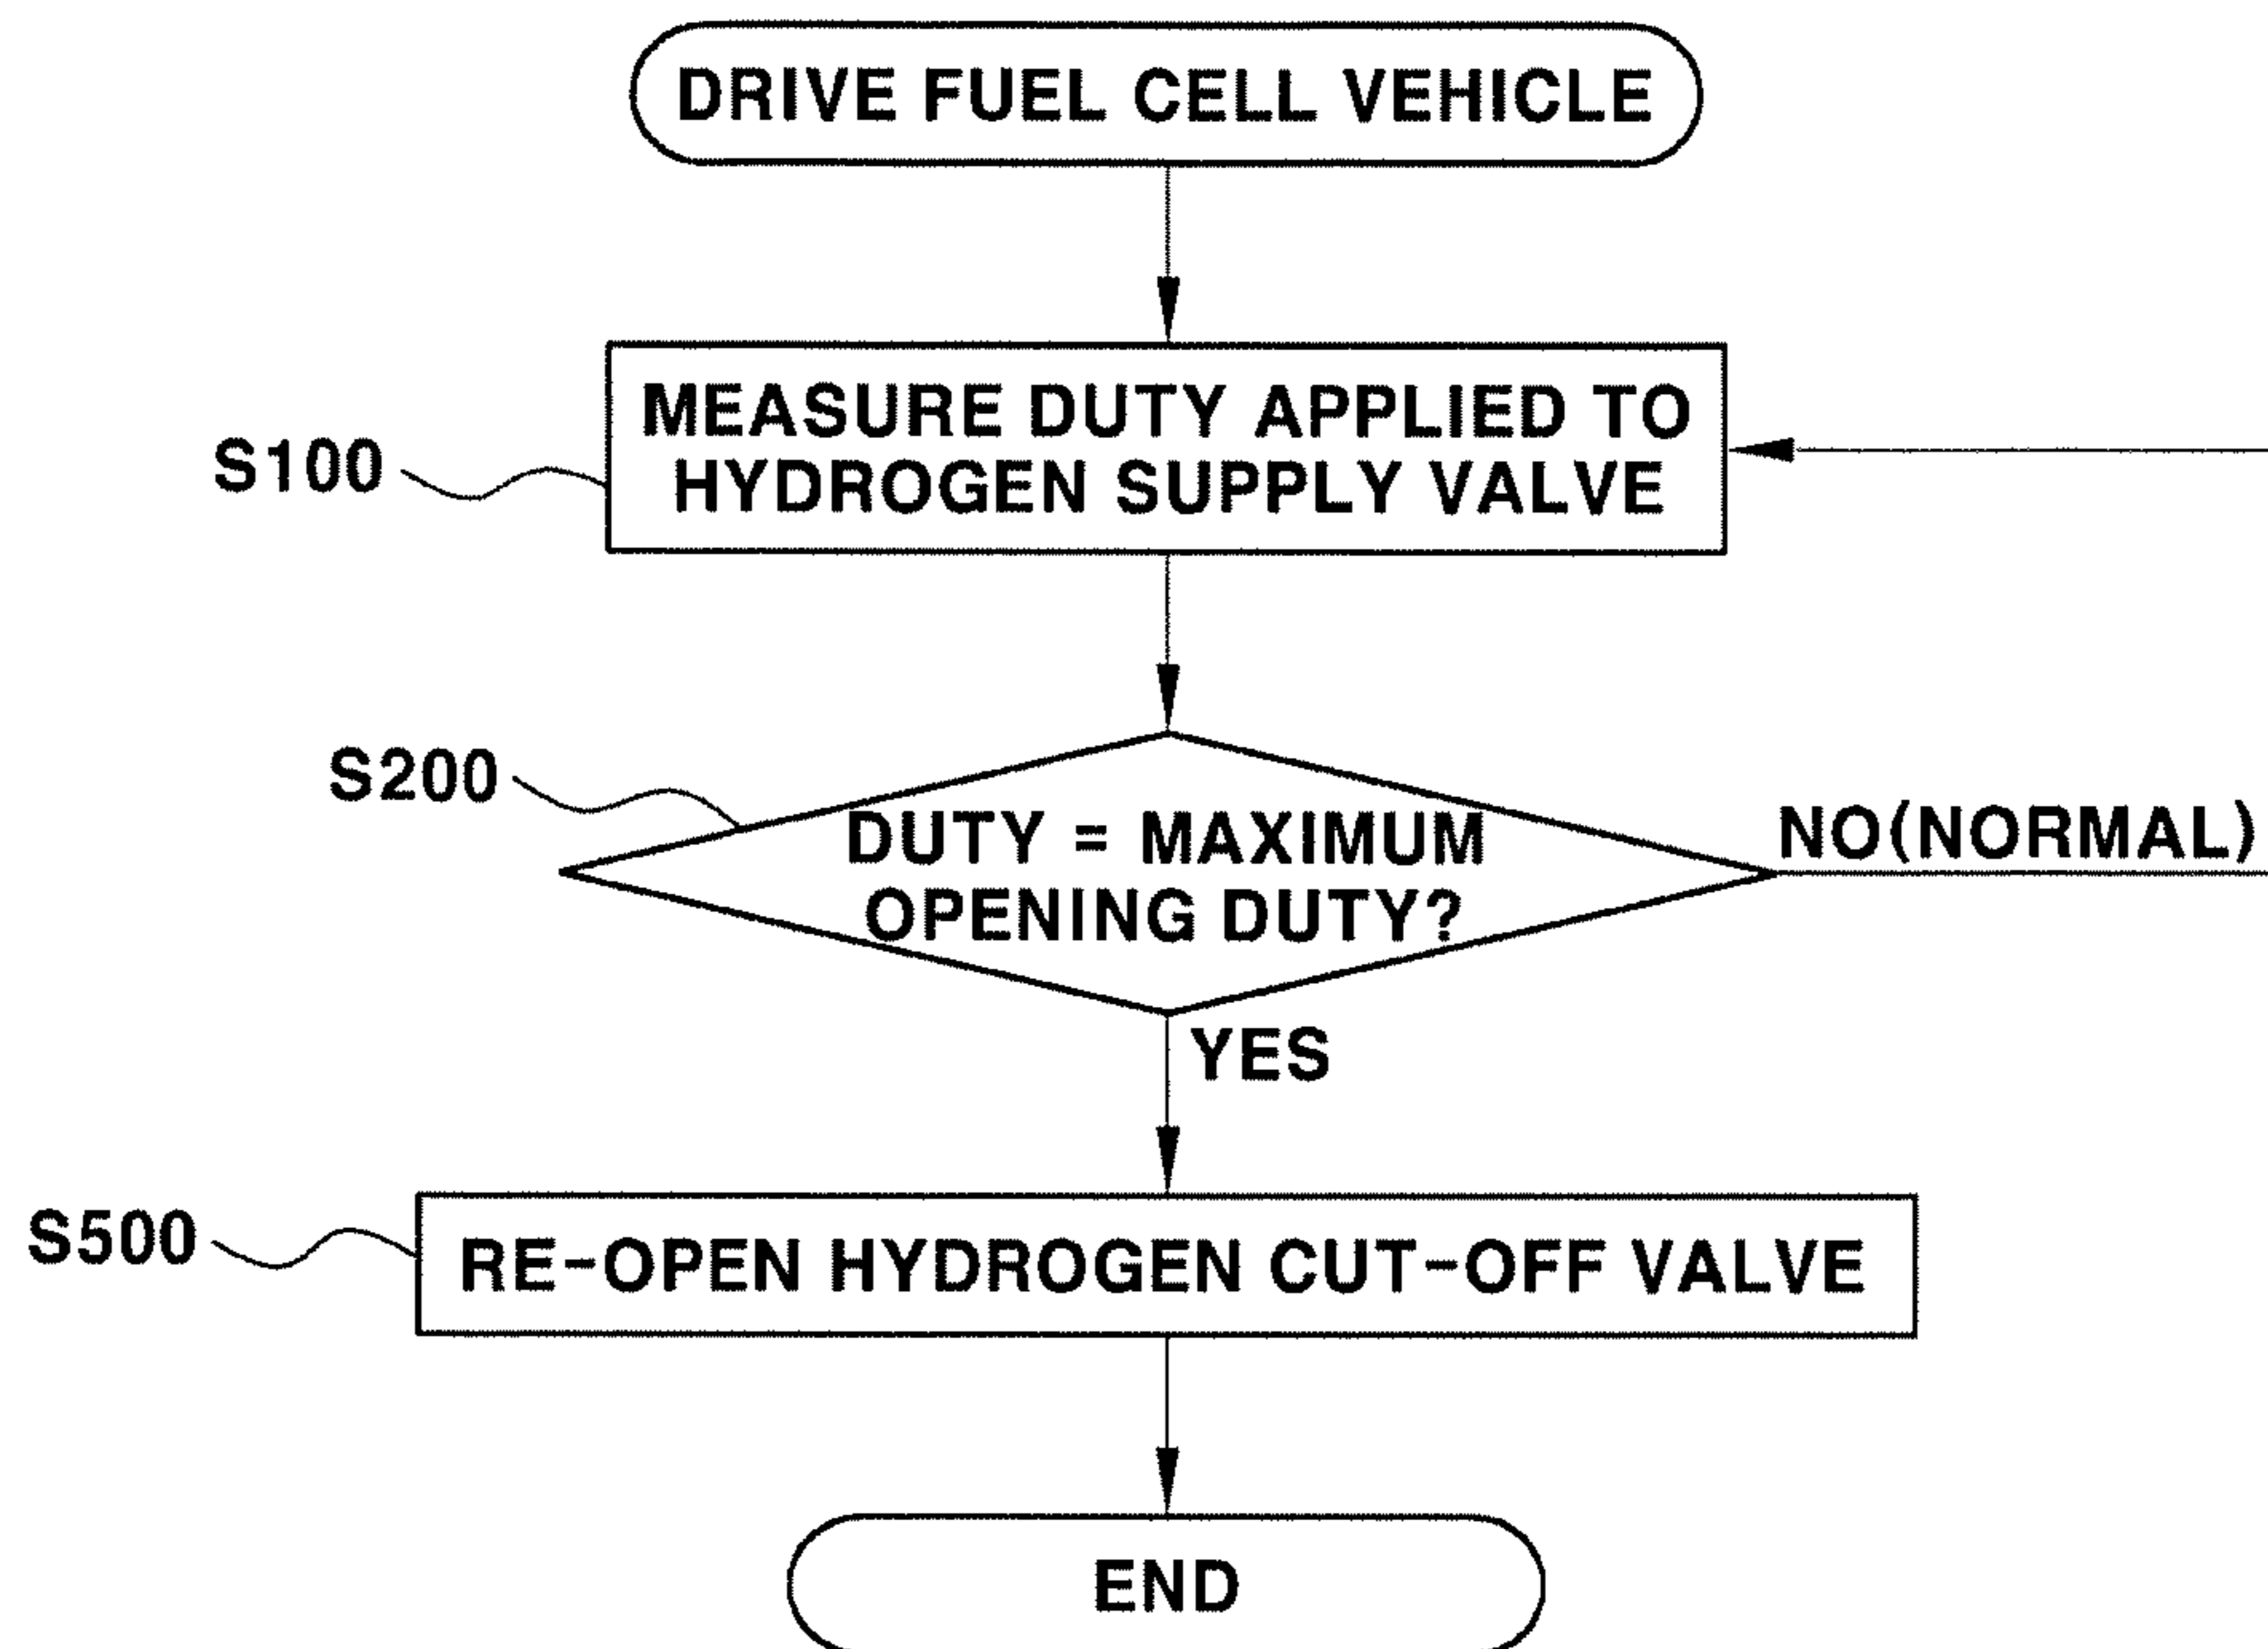 DRIVE FUEL CELL VEHICLE
S100
MEASURE DUTY APPLIED TO
HYDROGEN SUPPLY VALVE
S200
DUTY = MAXIMUM
OPENING DUTY?
NO(NORMAL)
YES
S500
RE-OPEN HYDROGEN CUT-OFF VALVE
END